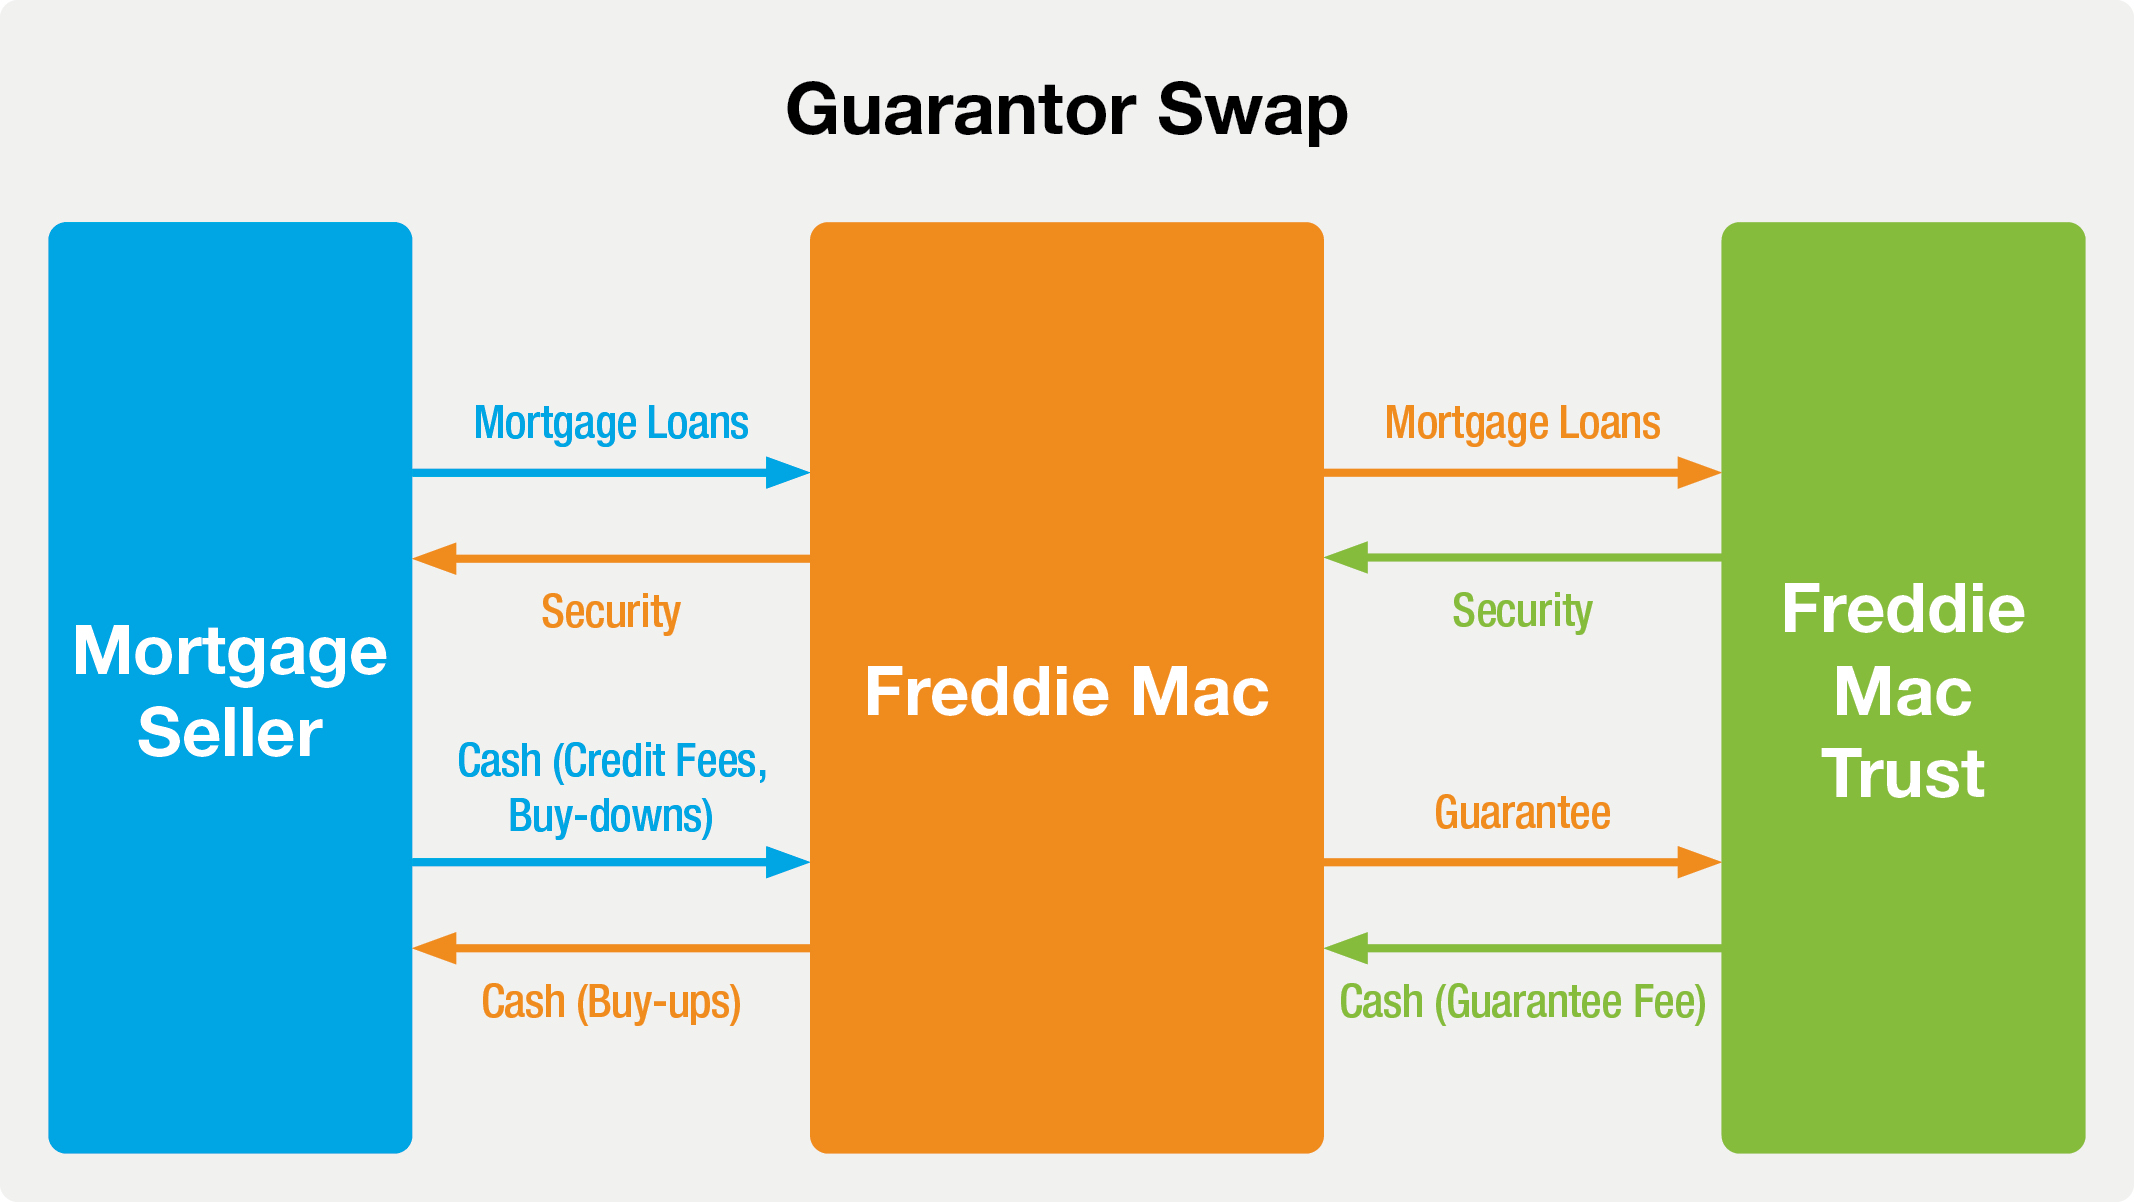 Guarantor Swap
Mortgage
Seller
Mortgage Loans
Security
Cash (Credit Fees,
Buy-downs)
Cash (Buy-ups)
Freddie Mac
Mortgage Loans
Security
Guarantee
Cash (Guarantee Fee)
Freddie
Mac
Trust